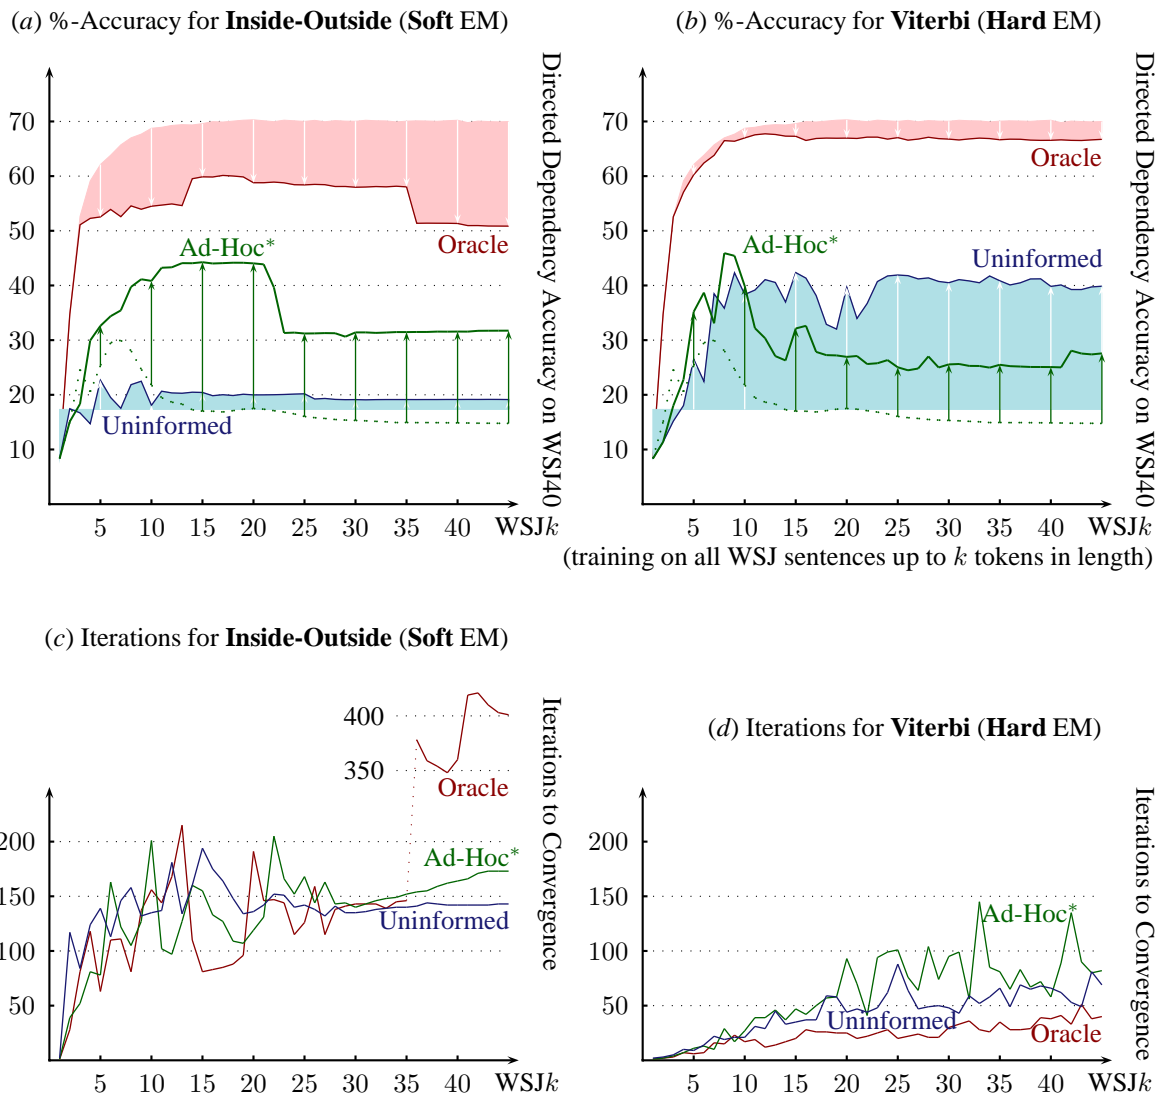 (a) %-Accuracy for Inside-Outside (Soft EM)
70
60
50
40
30
20
10
Oracle
Ad-Hoc*
Uninformed
5 10 15 20 25 30 35 40 WSJk
Directed Dependency Accuracy on WSJ40
(b) %-Accuracy for Viterbi (Hard EM)
70
60
50
40
30
20
10
Oracle
Ad-Hoc*
Uninformed
5 10 15 20 25 30 35 40 WSJk
Directed Dependency Accuracy on WSJ40
(training on all WSJ sentences up to k tokens in length)
(c) Iterations for Inside-Outside (Soft EM)
400
350
Oracle
200
150
100
50
Ad-Hoc*
Uninformed
5 10 15 20 25 30 35 40 WSJk
Iterations to Convergence
(d) Iterations for Viterbi (Hard EM)
200
150
100
50
Ad-Hoc*
Uninformed
Oracle
5 10 15 20 25 30 35 40 WSJk
Iterations to Convergence